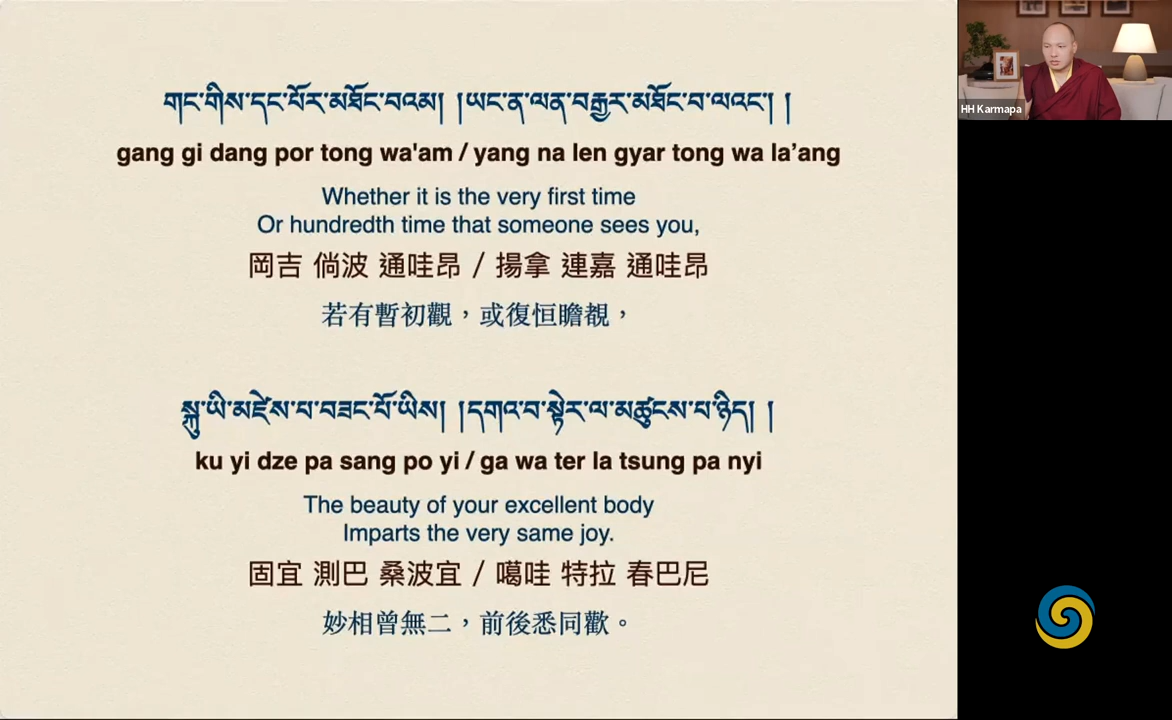 གང་གིས་དང་པོར་མཐོང་བའམ། །ཡང་ན་ལན་བརྒྱར་མཐོང་བ་ལའང་། །
gang gi dang por tong wa'am / yang na len gyar tong wa la’ang
Whether it is the very first time
Or hundredth time that someone sees you,
岡吉 倘波 通哇昂 / 揚拿 連嘉 通哇昂
若有暫初觀，或復恒瞻覩，
སྐུ་ཡི་མཛེས་པ་བཟང་པོ་ཡིས། །དགའ་བ་སྟེར་ལ་མཚུངས་པ་ཉིད། །
ku yi dze pa sang po yi / ga wa ter la tsung pa nyi
The beauty of your excellent body
Imparts the very same joy.
固宜 測巴 桑波宜 / 噶哇 特拉 春巴尼
妙相曾無二，前後悉同歡。
HH Karmapa